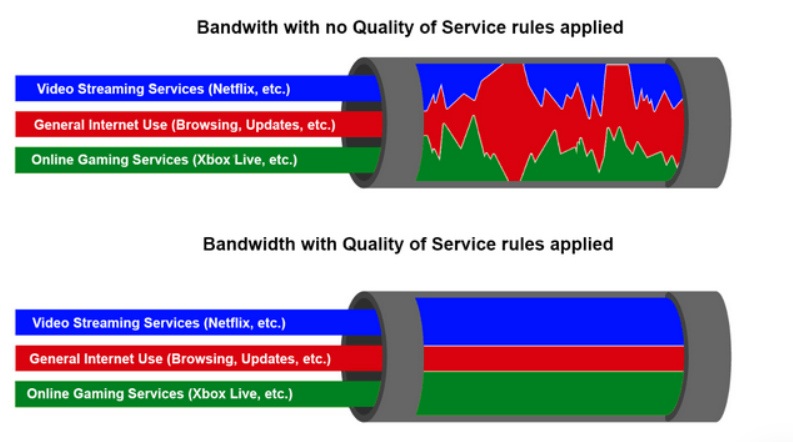 Bandwith with no Quality of Service rules applied
Video Streaming Services (Netflix, etc.)
General Internet Use (Browsing, Updates, etc.)
Online Gaming Services (Xbox Live, etc.)
Bandwidth with Quality of Service rules applied
Video Streaming Services (Netflix, etc.)
General Internet Use (Browsing, Updates, etc.)
Online Gaming Services (Xbox Live, etc.)